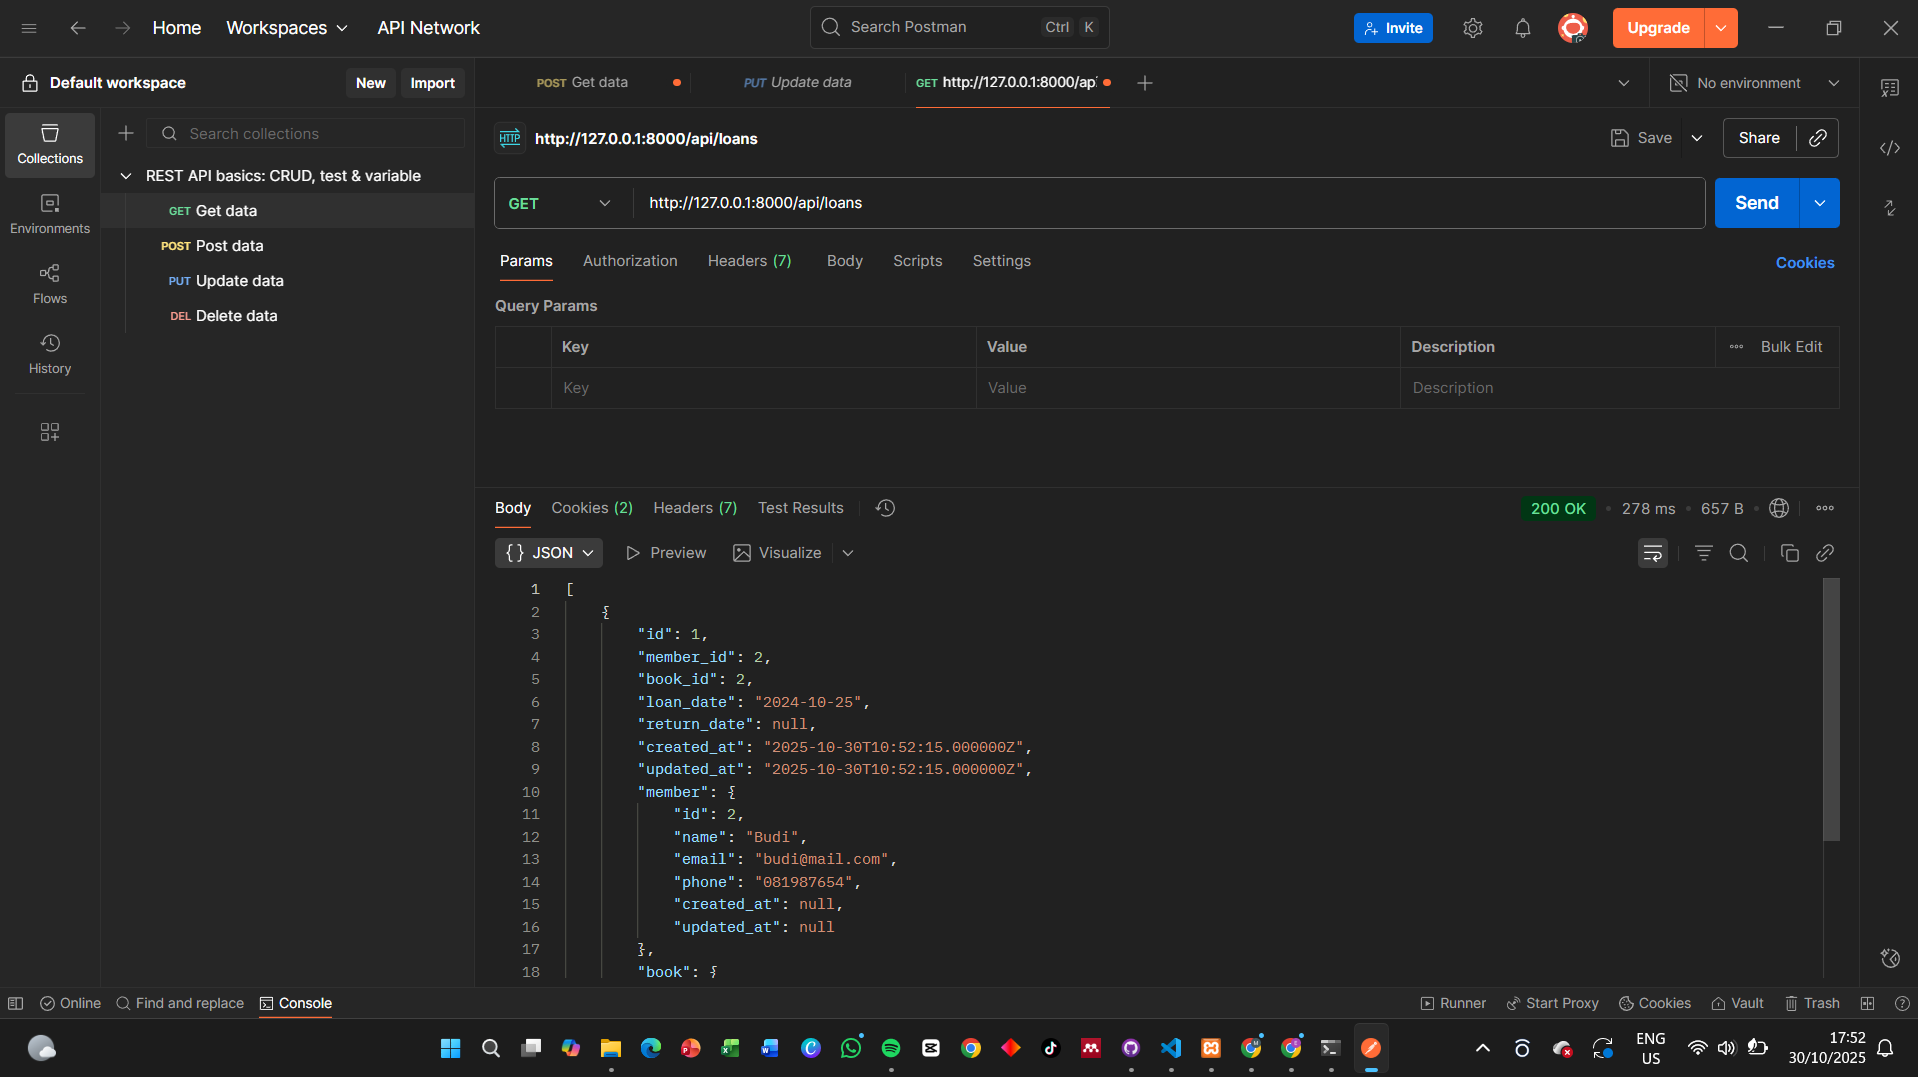 Home Workspaces API Network Search Postman Ctrl K Invite Upgrade
Default workspace New Import POST Get data PUT Update data GET http://127.0.0.1:8000/ap No environment
Search collections
Collections
Environments
Flows
History
REST API basics: CRUD, test & variable
GET Get data
POST Post data
PUT Update data
DEL Delete data
HTTP http://127.0.0.1:8000/api/loans Save Share
GET http://127.0.0.1:8000/api/loans Send
Params Authorization Headers (7) Body Scripts Settings Cookies
Query Params
Key Value Description Bulk Edit
Key Value Description
Body Cookies (2) Headers (7) Test Results 200 OK • 278 ms • 657 B
{} JSON Preview Visualize
1 [
2 {
3 "id": 1,
4 "member_id": 2,
5 "book_id": 2,
6 "loan_date": "2024-10-25",
7 "return_date": null,
8 "created_at": "2025-10-30T10:52:15.000000Z",
9 "updated_at": "2025-10-30T10:52:15.000000Z",
10 "member": {
11 "id": 2,
12 "name": "Budi",
13 "email": "budi@mail.com",
14 "phone": "081987654",
15 "created_at": null,
16 "updated_at": null
17 },
18 "book": {
Online Find and replace Console Runner Start Proxy Cookies Vault Trash
ENG
US
17:52
30/10/2025